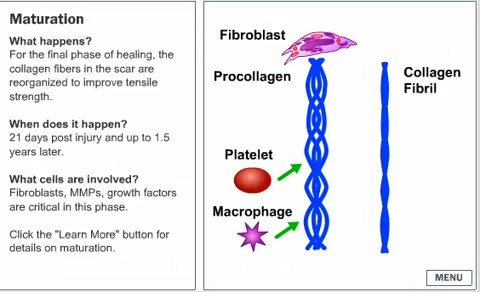 Maturation
What happens?
For the final phase of healing, the
collagen fibers in the scar are
reorganized to improve tensile
strength.
When does it happen?
21 days post injury and up to 1.5
years later.
What cells are involved?
Fibroblasts, MMPs, growth factors
are critical in this phase.
Click the "Learn More" button for
details on maturation.
Fibroblast
Procollagen
Collagen
Fibril
Platelet
Macrophage
MENU